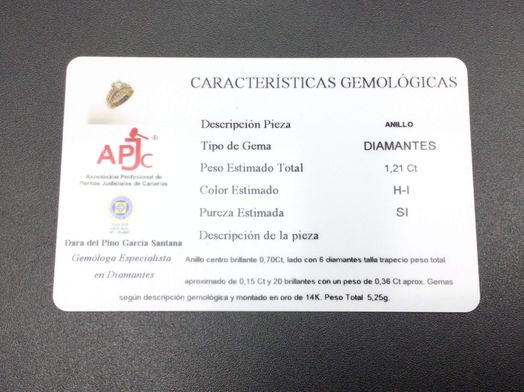 CARACTERÍSTICAS GEMOLÓGICAS
Descripción Pieza ANILLO
Tipo de Gema DIAMANTES
Peso Estimado Total 1,21 Ct
Color Estimado H-I
Pureza Estimada SI
Descripción de la pieza
Anillo centro brillante 0,70Ct, lado con 6 diamantes talla trapecio peso total
aproximado de 0,15 Ct y 20 brillantes con un peso de 0,36 Ct aprox. Gemas
según descripción gemológica y montado en oro de 14K. Peso Total 5,25g.
APJC ®
Asociación Profesional de
Peritos Judiciales de Canarias
Dara del Pino García Santana
Gemóloga Especialista
en Diamantes